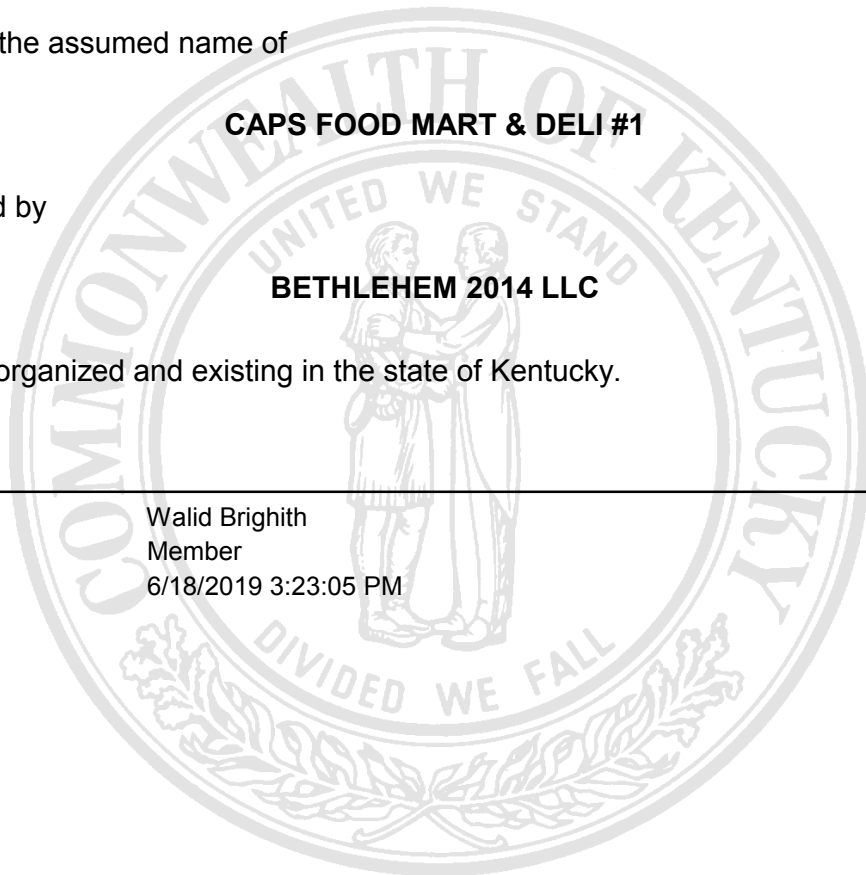 the assumed name of
CAPS FOOD MART & DELI #1
d by
BETHLEHEM 2014 LLC
organized and existing in the state of Kentucky.
Walid Brighith
Member
6/18/2019 3:23:05 PM
COMMONWEALTH OF KENTUCKY
UNITED WE STAND
DIVIDED WE FALL